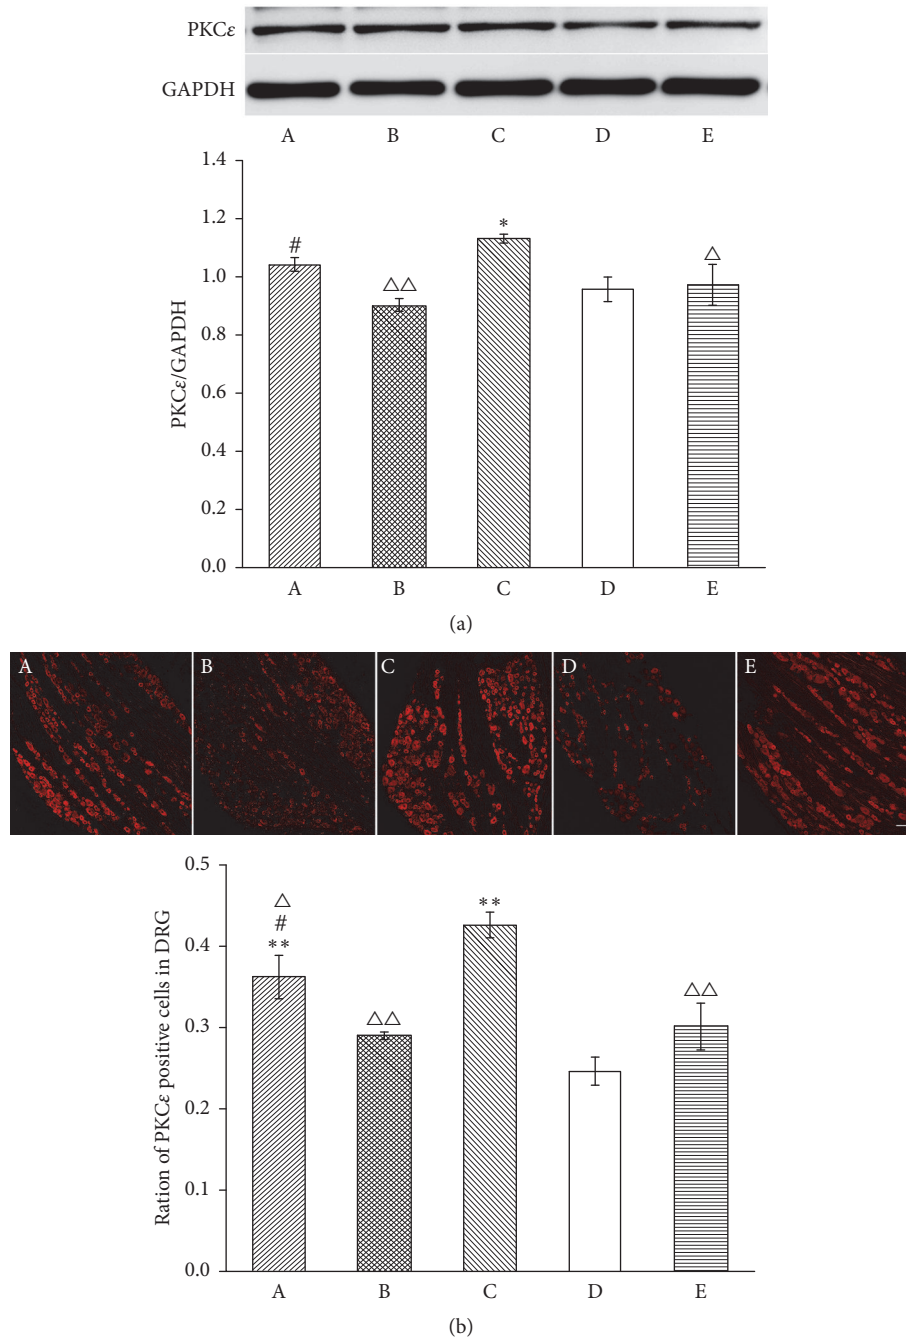 PKCε
GAPDH
A B C D E
1.4
1.2
1.0
0.8
0.6
0.4
0.2
0.0
PKCε/GAPDH
#
△△
*
△
A B C D E
(a)
A B C D E
0.5
0.4
0.3
0.2
0.1
0.0
Ration of PKCε positive cells in DRG
△
#
**
△△
**
△△
A B C D E
(b)